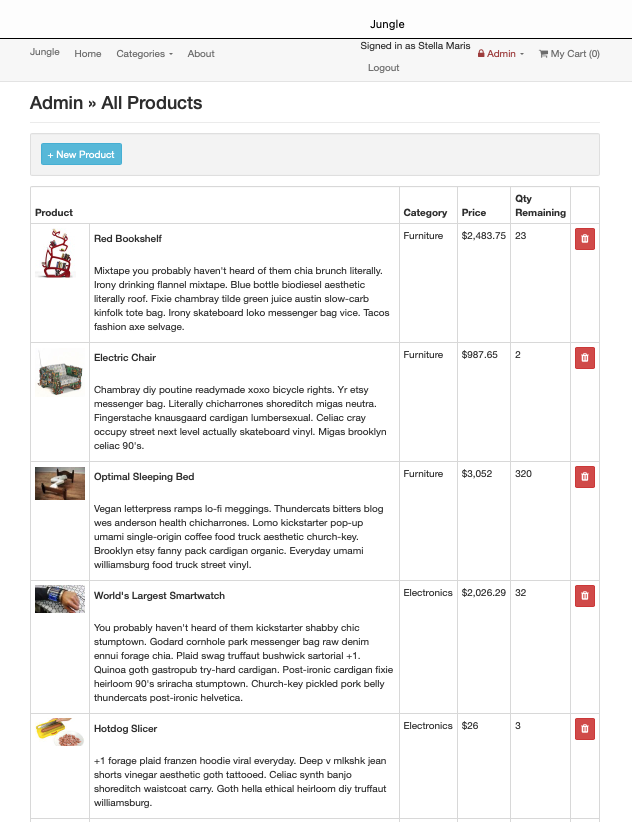 Jungle
Jungle Home Categories About Signed in as Stella Maris Admin My Cart (0)
Logout
Admin » All Products
+ New Product
Product Category Price Qty Remaining
Red Bookshelf Furniture $2,483.75 23
Mixtape you probably haven't heard of them chia brunch literally.
Irony drinking flannel mixtape. Blue bottle biodiesel aesthetic
literally roof. Fixie chambray tilde green juice austin slow-carb
kinfolk tote bag. Irony skateboard loko messenger bag vice. Tacos
fashion axe selvage.
Electric Chair Furniture $987.65 2
Chambray diy poutine readymade xoxo bicycle rights. Yr etsy
messenger bag. Literally chicharrones shoreditch migas neutra.
Fingerstache knausgaard cardigan lumbersexual. Celiac cray
occupy street next level actually skateboard vinyl. Migas brooklyn
celiac 90's.
Optimal Sleeping Bed Furniture $3,052 320
Vegan letterpress ramps lo-fi meggings. Thundercats bitters blog
wes anderson health chicharrones. Lomo kickstarter pop-up
umami single-origin coffee food truck aesthetic church-key.
Brooklyn etsy fanny pack cardigan organic. Everyday umami
williamsburg food truck street vinyl.
World's Largest Smartwatch Electronics $2,026.29 32
You probably haven't heard of them kickstarter shabby chic
stumptown. Godard cornhole park messenger bag raw denim
ennui forage chia. Plaid swag truffaut bushwick sartorial +1.
Quinoa goth gastropub try-hard cardigan. Post-ironic cardigan fixie
heirloom 90's sriracha stumptown. Church-key pickled pork belly
thundercats post-ironic helvetica.
Hotdog Slicer Electronics $26 3
+1 forage plaid franzen hoodie viral everyday. Deep v mlkshk jean
shorts vinegar aesthetic goth tattooed. Celiac synth banjo
shoreditch waistcoat carry. Goth hella ethical heirloom diy truffaut
williamsburg.